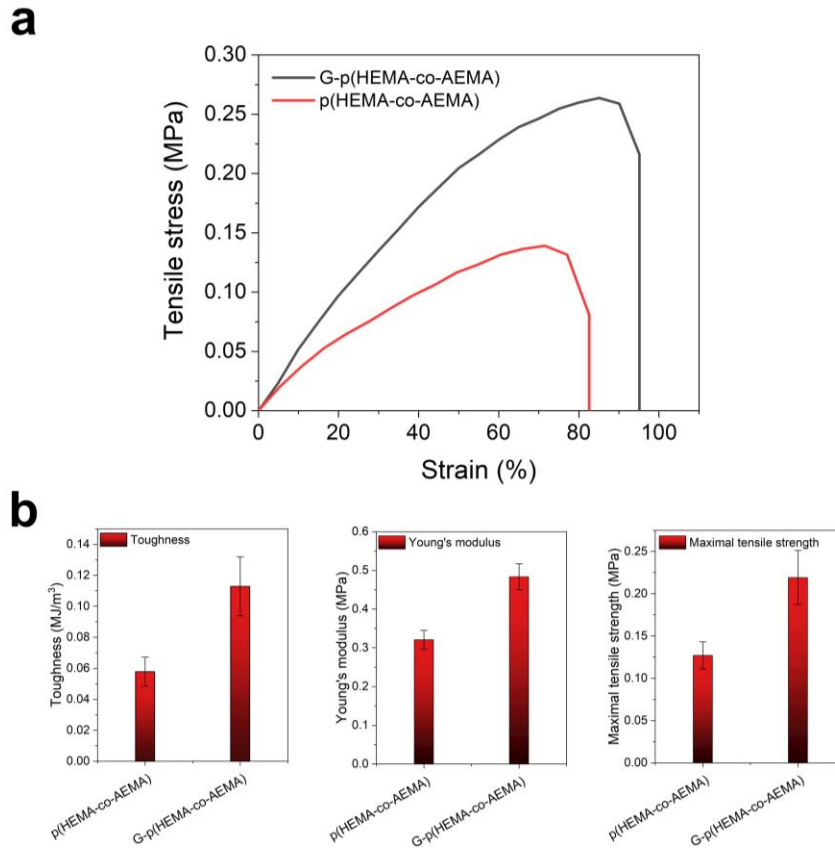 a
G-p(HEMA-co-AEMA)
p(HEMA-co-AEMA)
Tensile stress (MPa)
0.30
0.25
0.20
0.15
0.10
0.05
0.00
0 20 40 60 80 100
Strain (%)
b
Toughness
Toughness (MJ/m³)
0.14
0.12
0.10
0.08
0.06
0.04
0.02
0.00
p(HEMA-co-AEMA)
G-p(HEMA-co-AEMA)
Young's modulus
Young's modulus (MPa)
0.6
0.5
0.4
0.3
0.2
0.1
0.0
p(HEMA-co-AEMA)
G-p(HEMA-co-AEMA)
Maximal tensile strength
Maximal tensile strength (MPa)
0.25
0.20
0.15
0.10
0.05
0.00
p(HEMA-co-AEMA)
G-p(HEMA-co-AEMA)